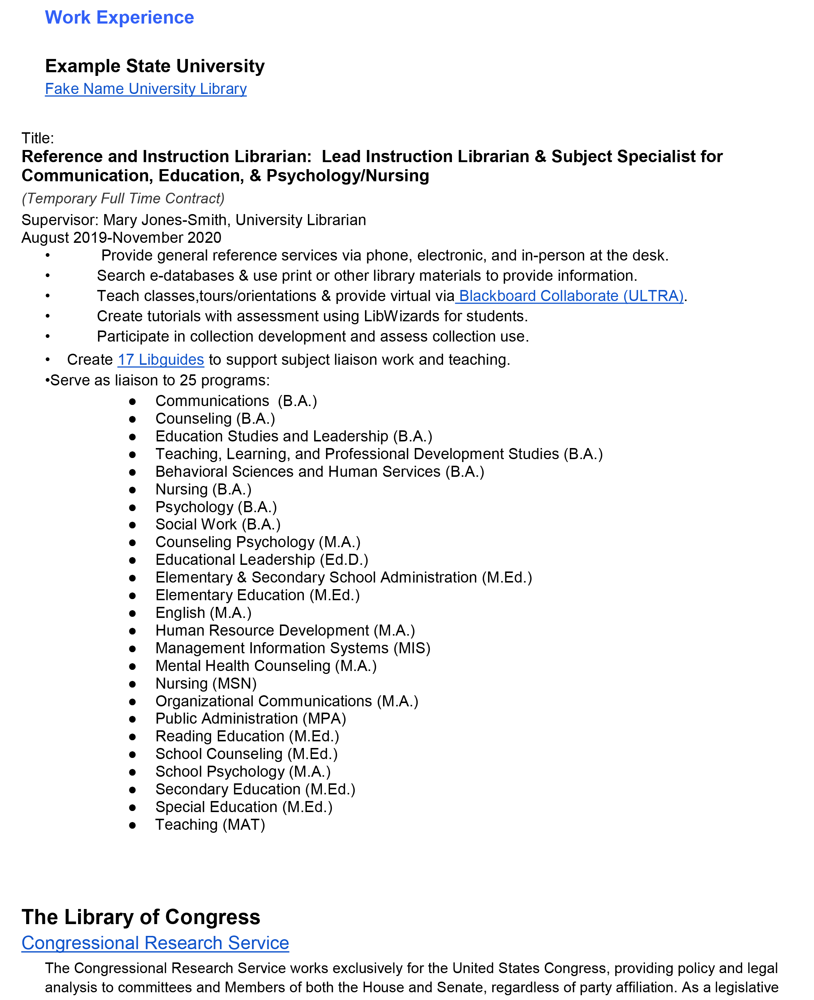 Work Experience
Example State University
Fake Name University Library
Title:
Reference and Instruction Librarian:  Lead Instruction Librarian & Subject Specialist for
Communication, Education, & Psychology/Nursing
(Temporary Full Time Contract)
Supervisor: Mary Jones-Smith, University Librarian
August 2019-November 2020
• Provide general reference services via phone, electronic, and in-person at the desk.
• Search e-databases & use print or other library materials to provide information.
• Teach classes,tours/orientations & provide virtual via Blackboard Collaborate (ULTRA).
• Create tutorials with assessment using LibWizards for students.
• Participate in collection development and assess collection use.
• Create 17 Libguides to support subject liaison work and teaching.
•Serve as liaison to 25 programs:
● Communications  (B.A.)
● Counseling (B.A.)
● Education Studies and Leadership (B.A.)
● Teaching, Learning, and Professional Development Studies (B.A.)
● Behavioral Sciences and Human Services (B.A.)
● Nursing (B.A.)
● Psychology (B.A.)
● Social Work (B.A.)
● Counseling Psychology (M.A.)
● Educational Leadership (Ed.D.)
● Elementary & Secondary School Administration (M.Ed.)
● Elementary Education (M.Ed.)
● English (M.A.)
● Human Resource Development (M.A.)
● Management Information Systems (MIS)
● Mental Health Counseling (M.A.)
● Nursing (MSN)
● Organizational Communications (M.A.)
● Public Administration (MPA)
● Reading Education (M.Ed.)
● School Counseling (M.Ed.)
● School Psychology (M.A.)
● Secondary Education (M.Ed.)
● Special Education (M.Ed.)
● Teaching (MAT)
The Library of Congress
Congressional Research Service
The Congressional Research Service works exclusively for the United States Congress, providing policy and legal
analysis to committees and Members of both the House and Senate, regardless of party affiliation. As a legislative